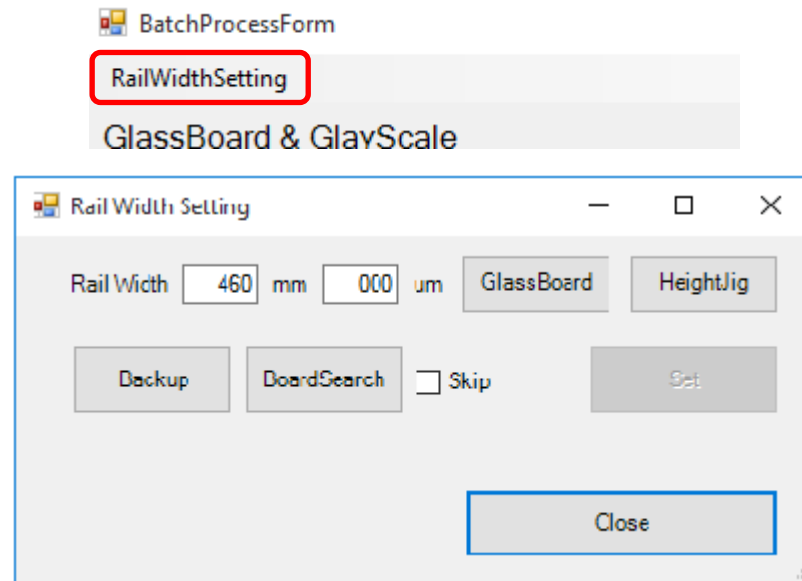 BatchProcessForm
RailWidthSetting
GlassBoard & GlayScale
Rail Width Setting
Rail Width 460 mm 000 um GlassBoard HeightJig
Backup BoardSearch Skip Set
Close